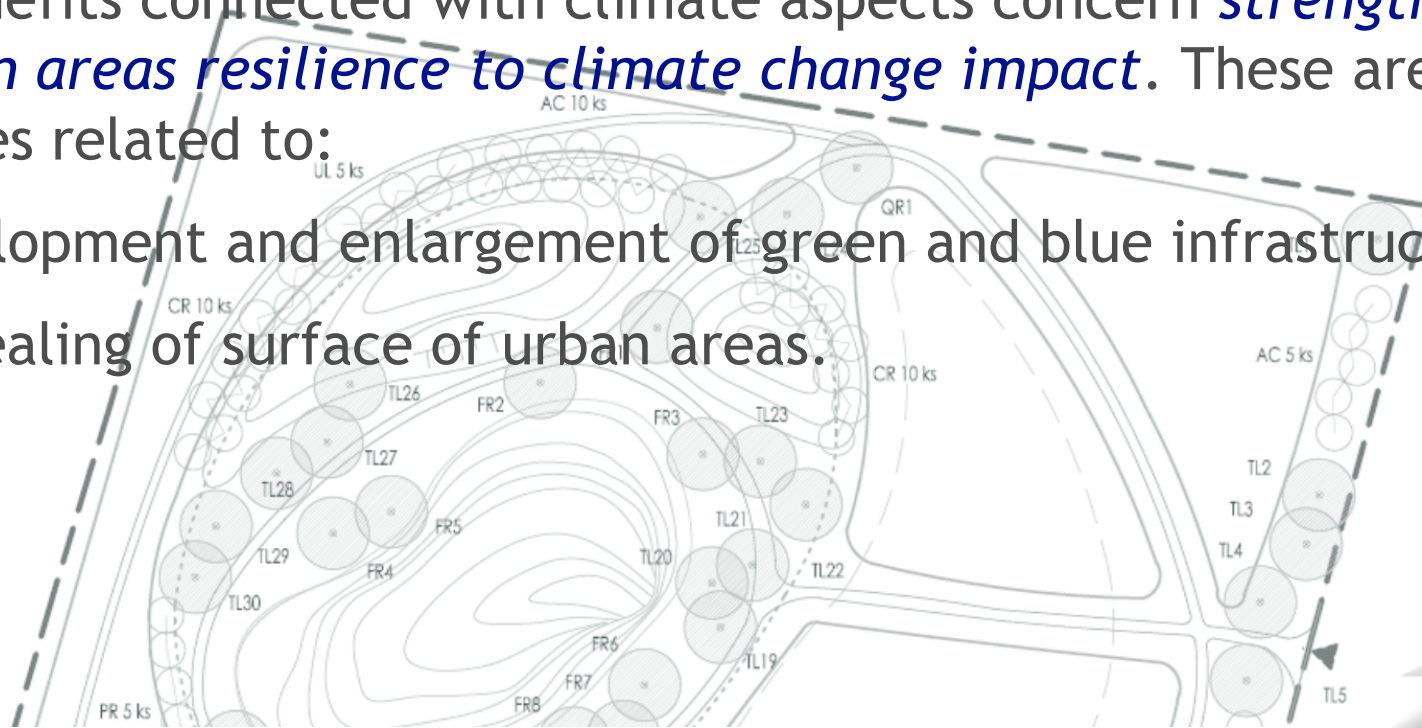 erits connected with climate aspects concern strength
n areas resilience to climate change impact. These are
es related to:
lopment and enlargement of green and blue infrastruc
ealing of surface of urban areas.
AC 10 ks
UL 5 ks
QR1
TL25
CR 10 ks
AC 5 ks
CR 10 ks
TL26
FR2
FR3
TL23
TL27
TL2
TL28
TL3
TL21
FR5
TL4
TL29
TL20
FR4
TL22
TL30
FR6
TL19
FR7
TL5
FR8
PR 5 ks